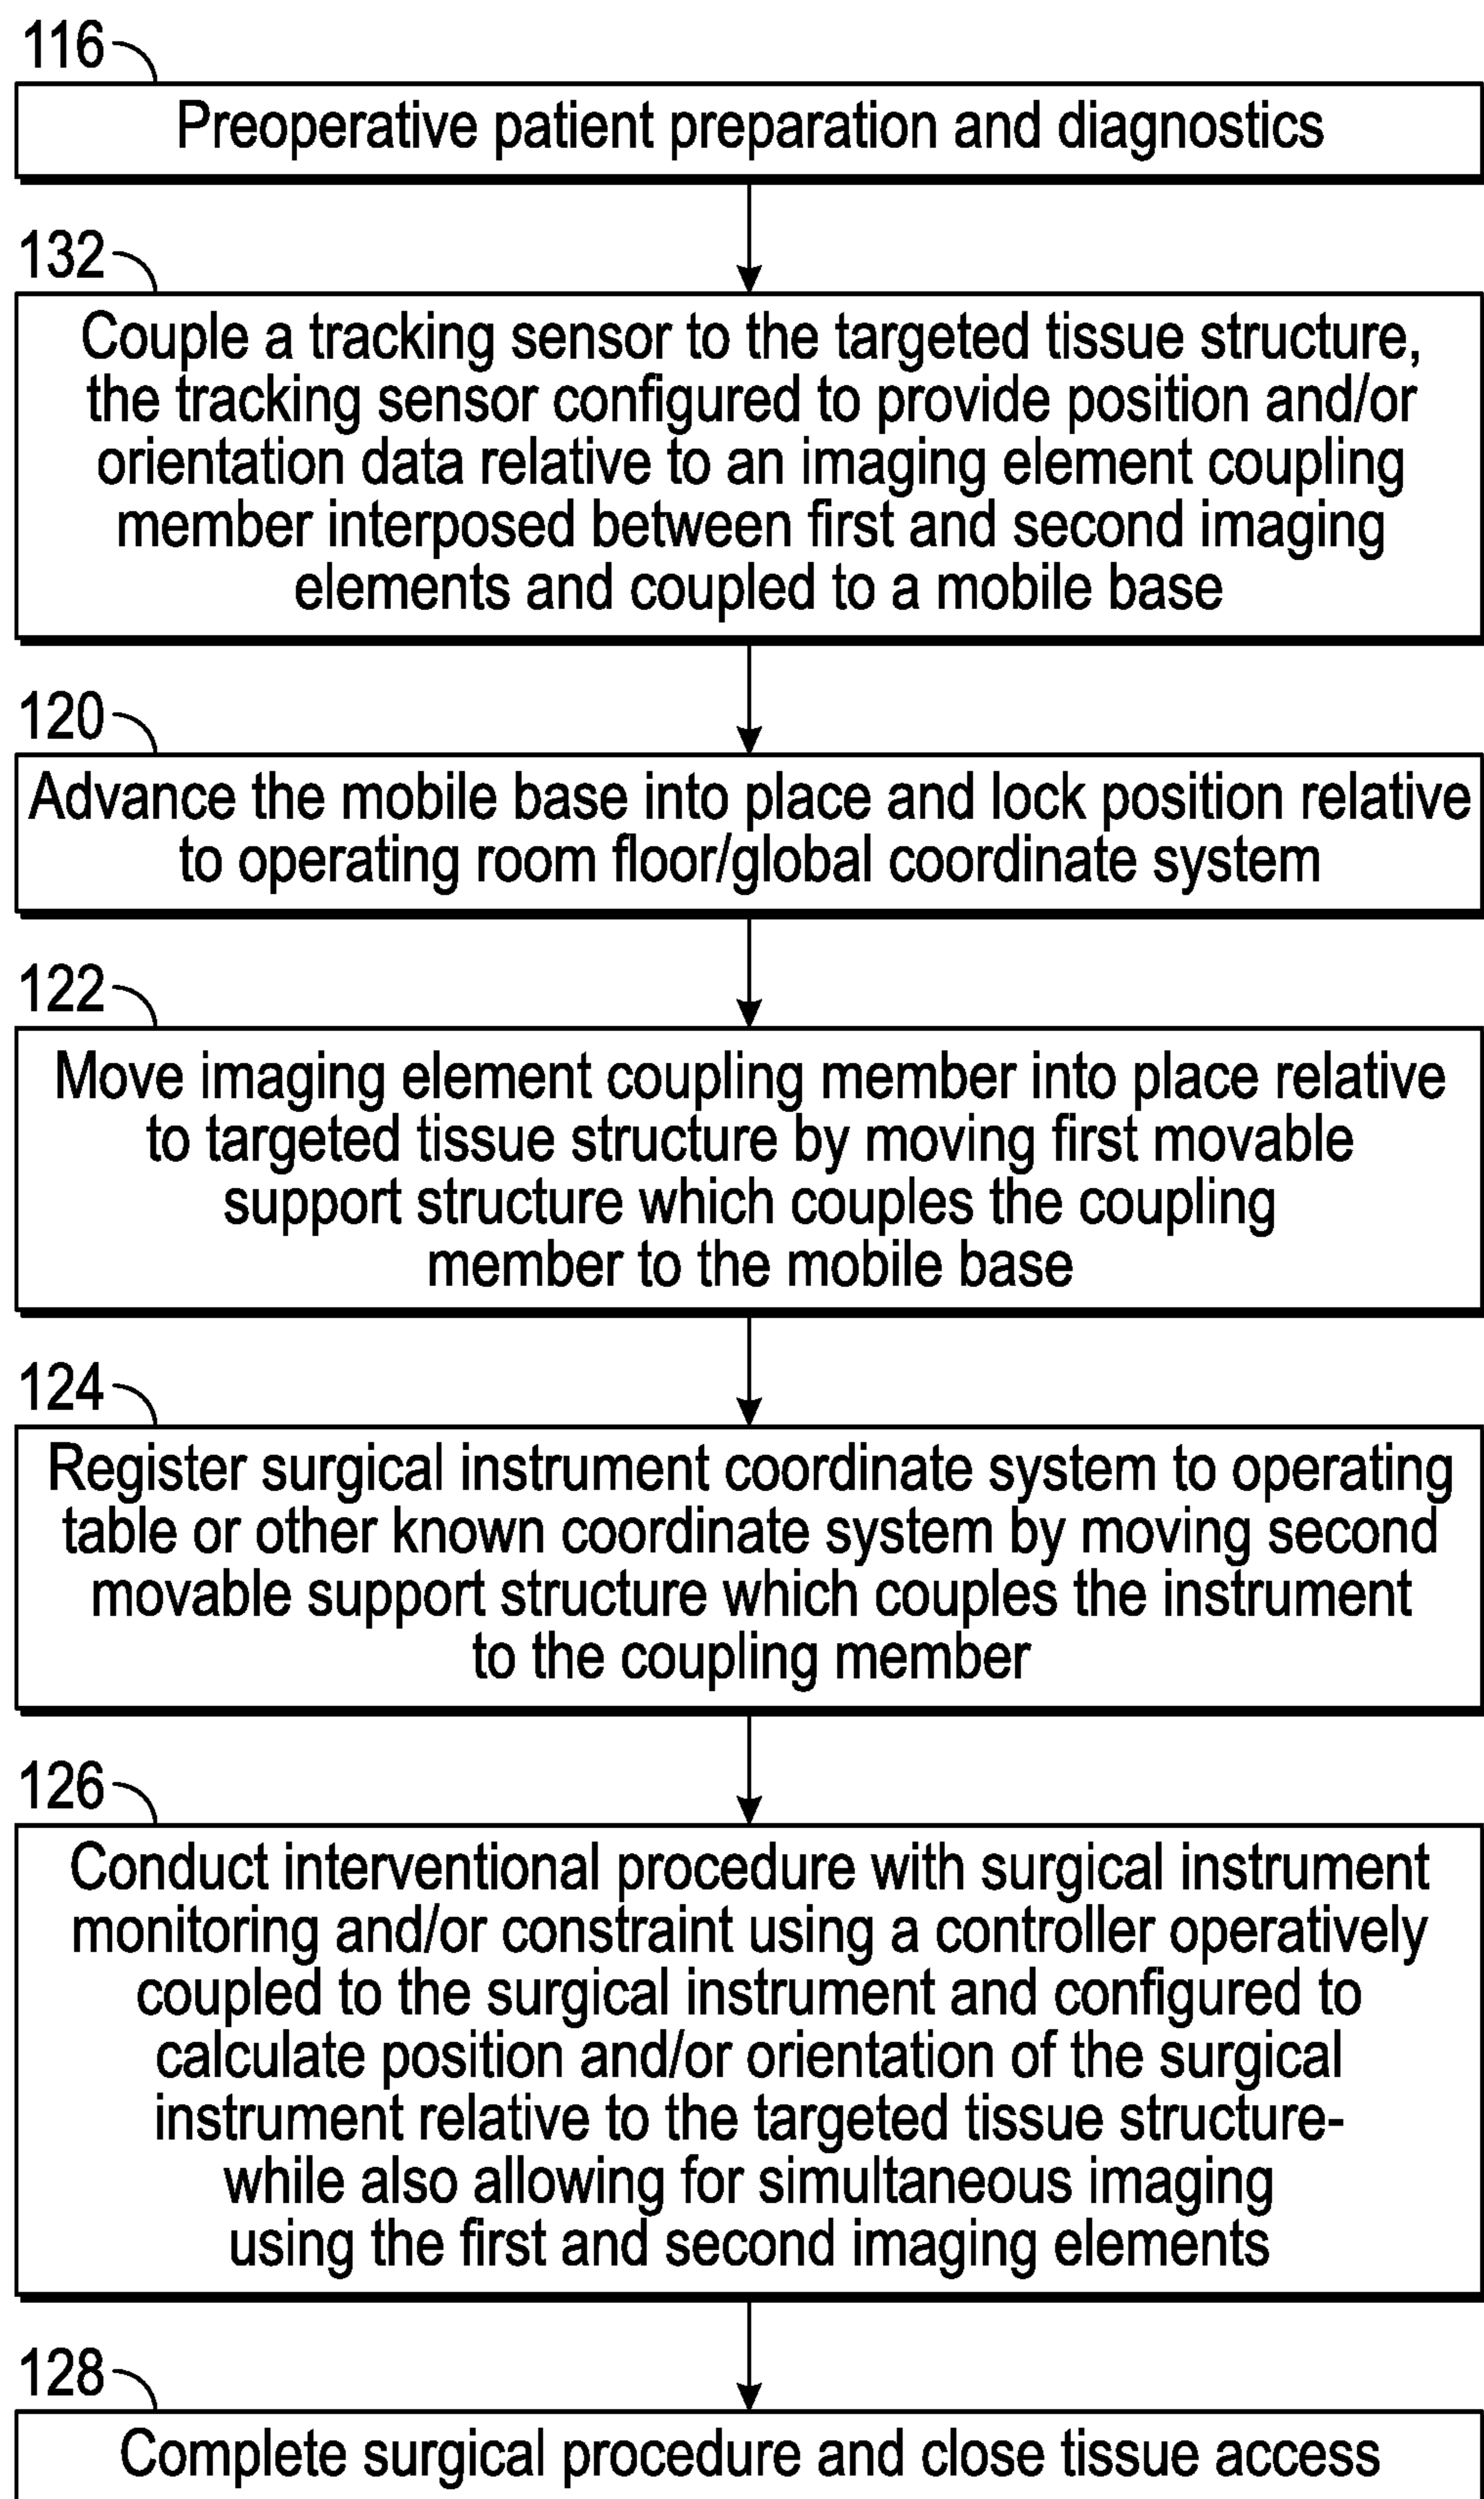 116
Preoperative patient preparation and diagnostics
132
Couple a tracking sensor to the targeted tissue structure,
the tracking sensor configured to provide position and/or
orientation data relative to an imaging element coupling
member interposed between first and second imaging
elements and coupled to a mobile base
120
Advance the mobile base into place and lock position relative
to operating room floor/global coordinate system
122
Move imaging element coupling member into place relative
to targeted tissue structure by moving first movable
support structure which couples the coupling
member to the mobile base
124
Register surgical instrument coordinate system to operating
table or other known coordinate system by moving second
movable support structure which couples the instrument
to the coupling member
126
Conduct interventional procedure with surgical instrument
monitoring and/or constraint using a controller operatively
coupled to the surgical instrument and configured to
calculate position and/or orientation of the surgical
instrument relative to the targeted tissue structure-
while also allowing for simultaneous imaging
using the first and second imaging elements
128
Complete surgical procedure and close tissue access